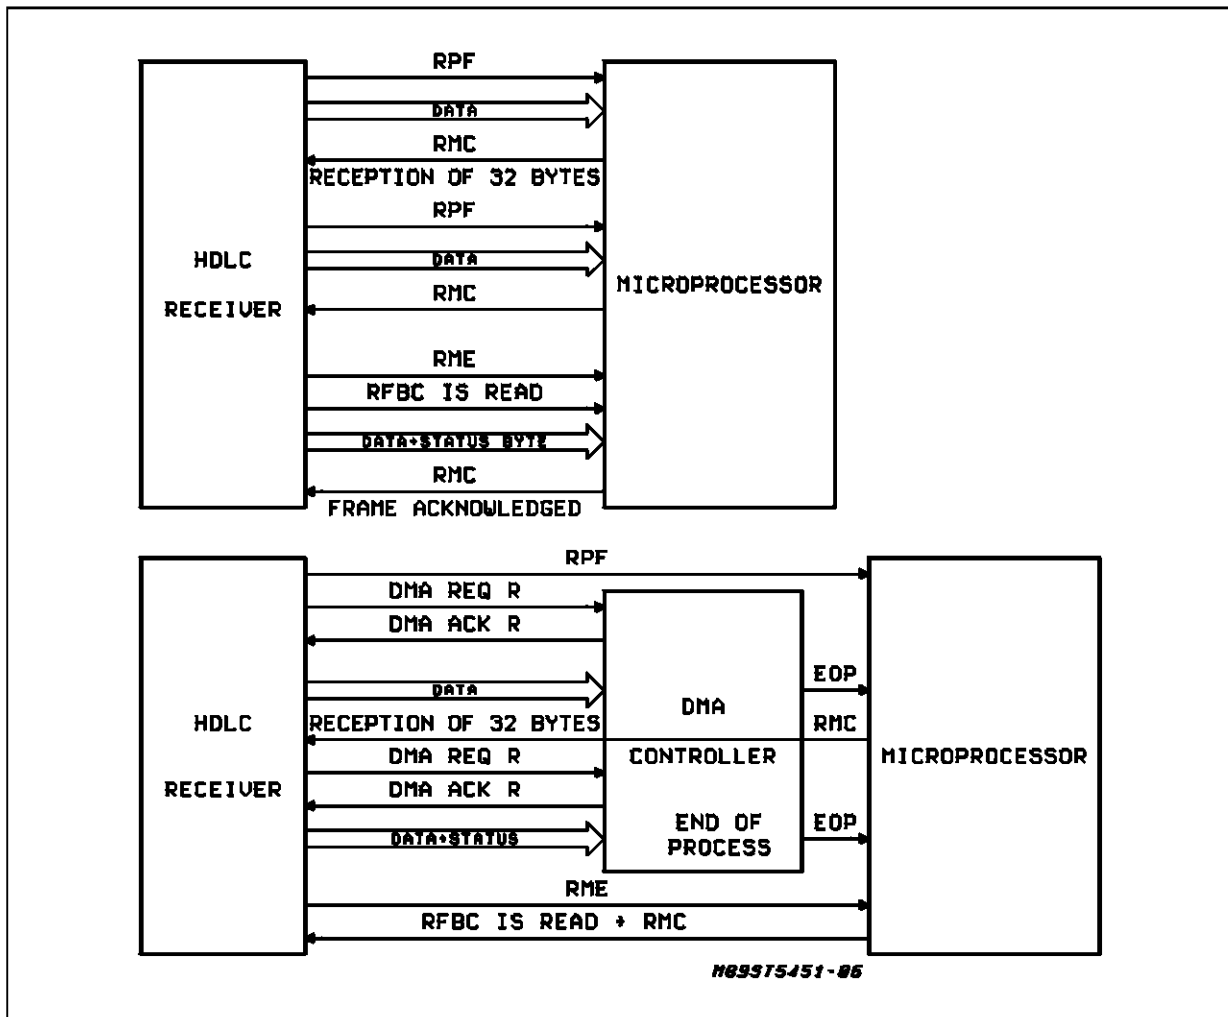 RPF
DATA
RMC
RECEPTION OF 32 BYTES
RPF
HDLC
DATA
MICROPROCESSOR
RMC
RECEIVER
RME
RFBC IS READ
DATA+STATUS BYTE
RMC
FRAME ACKNOWLEDGED
RPF
DMA REQ R
DMA ACK R
EOP
DATA
DMA
HDLC
RECEPTION OF 32 BYTES
RMC
DMA REQ R
CONTROLLER
MICROPROCESSOR
RECEIVER
DMA ACK R
END OF
PROCESS
EOP
DATA+STATUS
RME
RFBC IS READ + RMC
M89ST5451-06